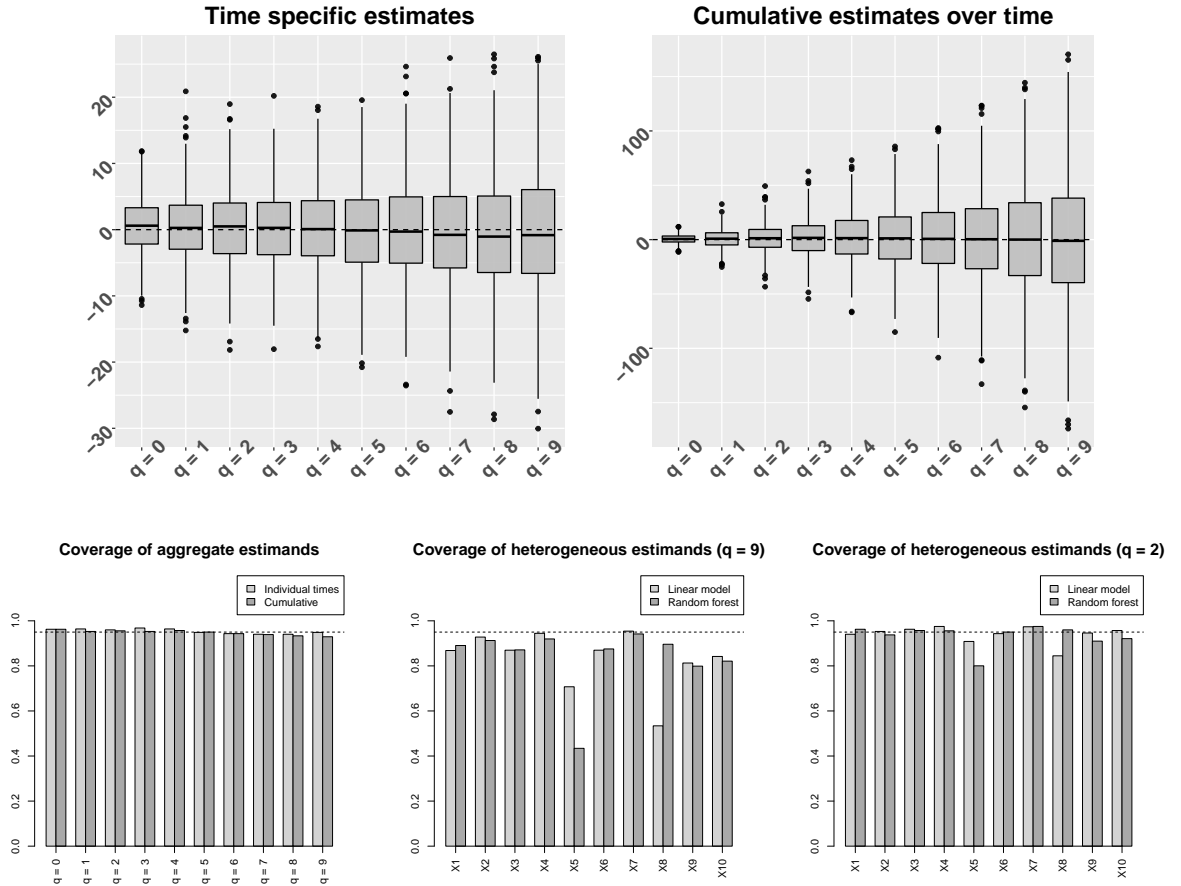 Time specific estimates
20
10
0
−10
−20
−30
q = 0 q = 1 q = 2 q = 3 q = 4 q = 5 q = 6 q = 7 q = 8 q = 9
Cumulative estimates over time
100
0
−100
q = 0 q = 1 q = 2 q = 3 q = 4 q = 5 q = 6 q = 7 q = 8 q = 9
Coverage of aggregate estimands
Individual times
Cumulative
1.0
0.8
0.6
0.4
0.2
0.0
q = 0 q = 1 q = 2 q = 3 q = 4 q = 5 q = 6 q = 7 q = 8 q = 9
Coverage of heterogeneous estimands (q = 9)
Linear model
Random forest
1.0
0.8
0.6
0.4
0.2
0.0
X1 X2 X3 X4 X5 X6 X7 X8 X9 X10
Coverage of heterogeneous estimands (q = 2)
Linear model
Random forest
1.0
0.8
0.6
0.4
0.2
0.0
X1 X2 X3 X4 X5 X6 X7 X8 X9 X10